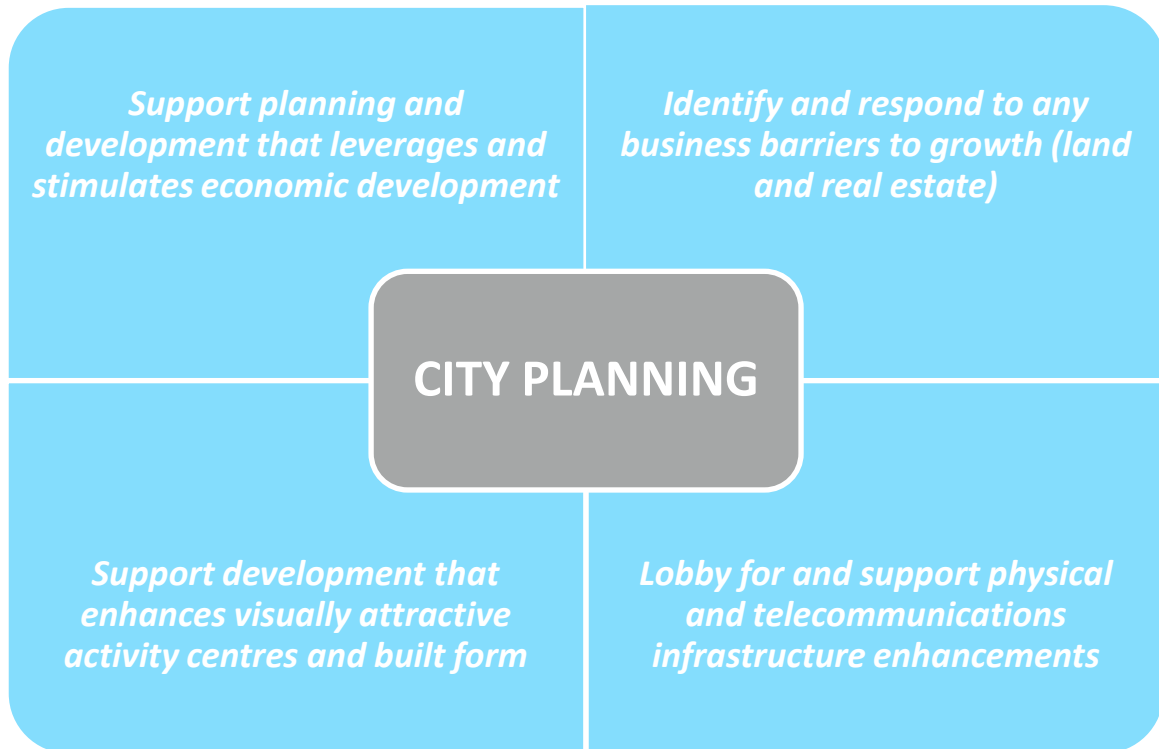 Support planning and
development that leverages and
stimulates economic development
Identify and respond to any
business barriers to growth (land
and real estate)
CITY PLANNING
Support development that
enhances visually attractive
activity centres and built form
Lobby for and support physical
and telecommunications
infrastructure enhancements